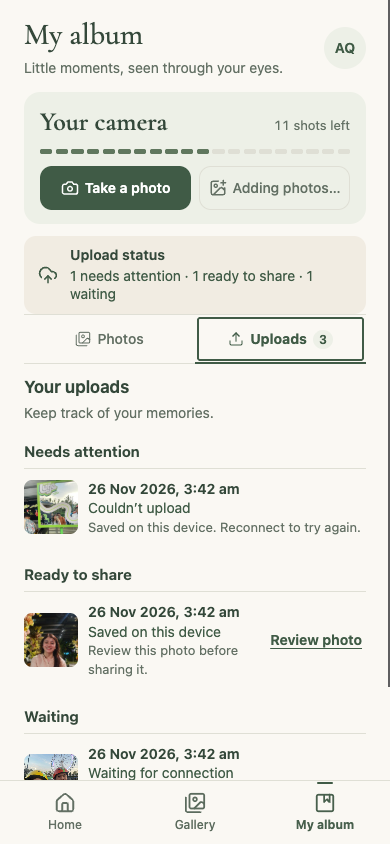 My album
AQ
Little moments, seen through your eyes.
Your camera
11 shots left
Take a photo
Adding photos...
Upload status
1 needs attention · 1 ready to share · 1
waiting
Photos
Uploads 3
Your uploads
Keep track of your memories.
Needs attention
26 Nov 2026, 3:42 am
Couldn’t upload
Saved on this device. Reconnect to try again.
Ready to share
26 Nov 2026, 3:42 am
Saved on this device
Review this photo before
sharing it.
Review photo
Waiting
26 Nov 2026, 3:42 am
Waiting for connection
Home
Gallery
My album